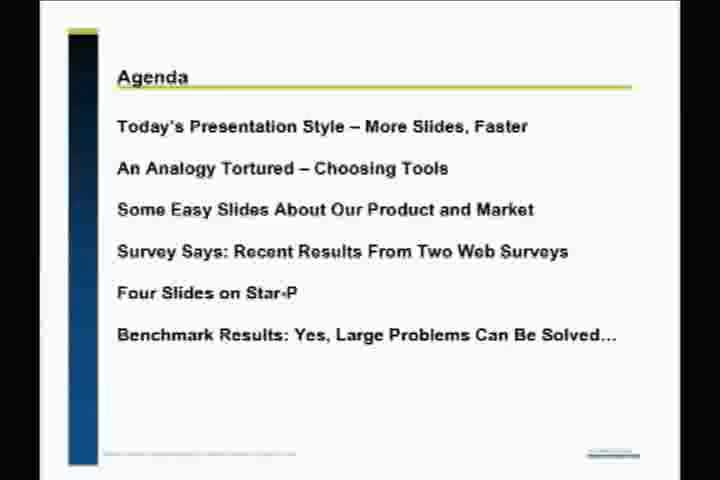 Agenda
Today's Presentation Style – More Slides, Faster
An Analogy Tortured – Choosing Tools
Some Easy Slides About Our Product and Market
Survey Says: Recent Results From Two Web Surveys
Four Slides on Star-P
Benchmark Results: Yes, Large Problems Can Be Solved...